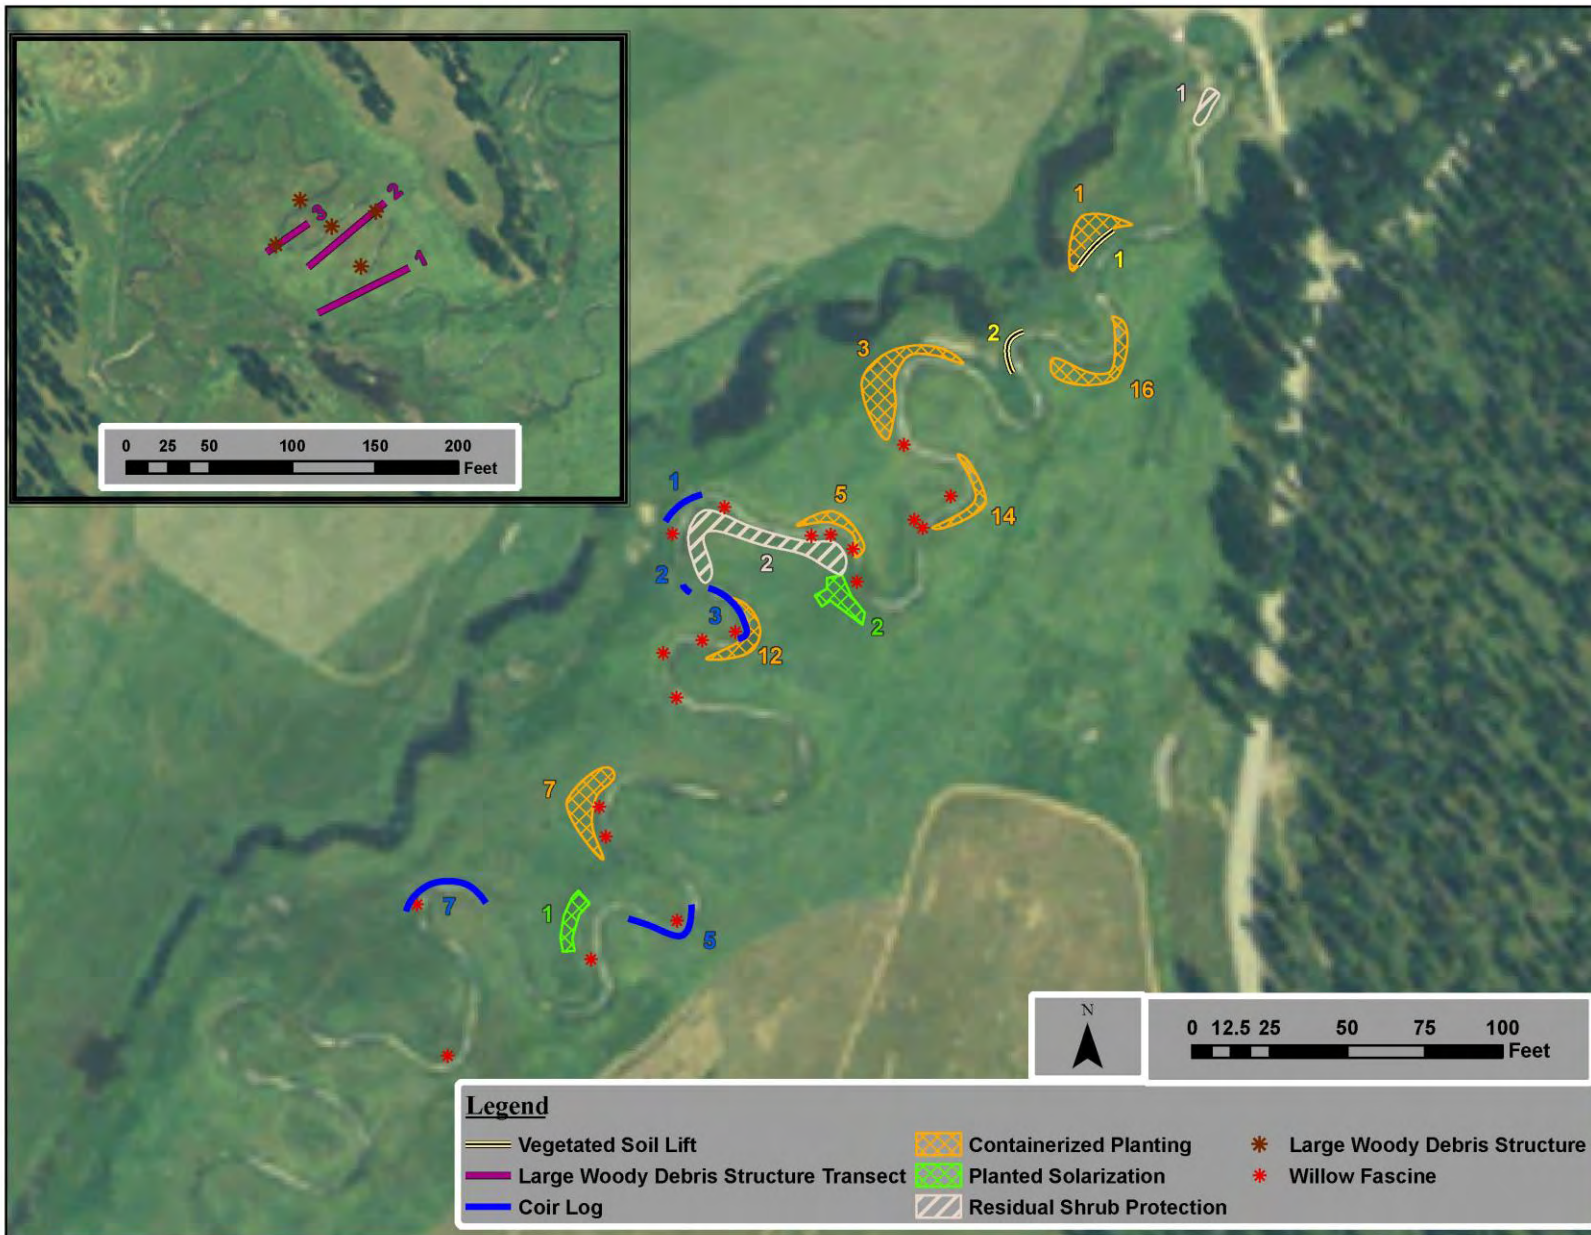 2
3
1
0 25 50 100 150 200
Feet
1
1
1
2
3
16
14
5
1
2
2
3
12
2
7
7
1
5
N
0 12.5 25 50 75 100
Feet
Legend
Vegetated Soil Lift
Large Woody Debris Structure Transect
Coir Log
Containerized Planting
Planted Solarization
Residual Shrub Protection
Large Woody Debris Structure
Willow Fascine